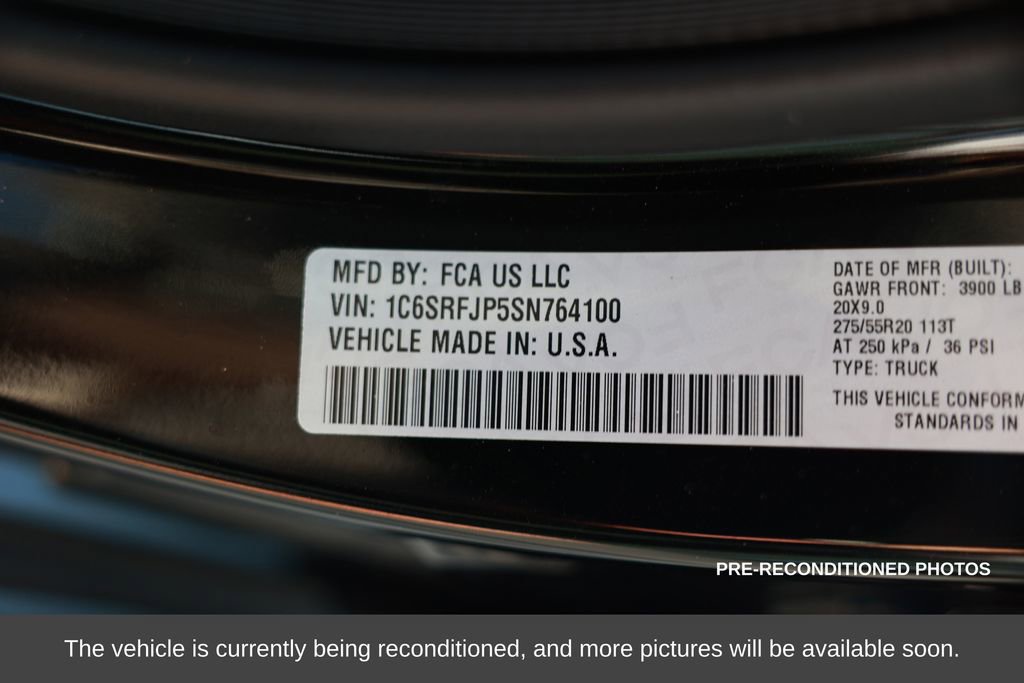 MFD BY: FCA US LLC
VIN: 1C6SRFJP5SN764100
VEHICLE MADE IN: U.S.A.
DATE OF MFR (BUILT):
GAWR FRONT: 3900 LB
20X9.0
275/55R20 113T
AT 250 kPa / 36 PSI
TYPE: TRUCK
THIS VEHICLE CONFORM
STANDARDS IN
PRE-RECONDITIONED PHOTOS
The vehicle is currently being reconditioned, and more pictures will be available soon.